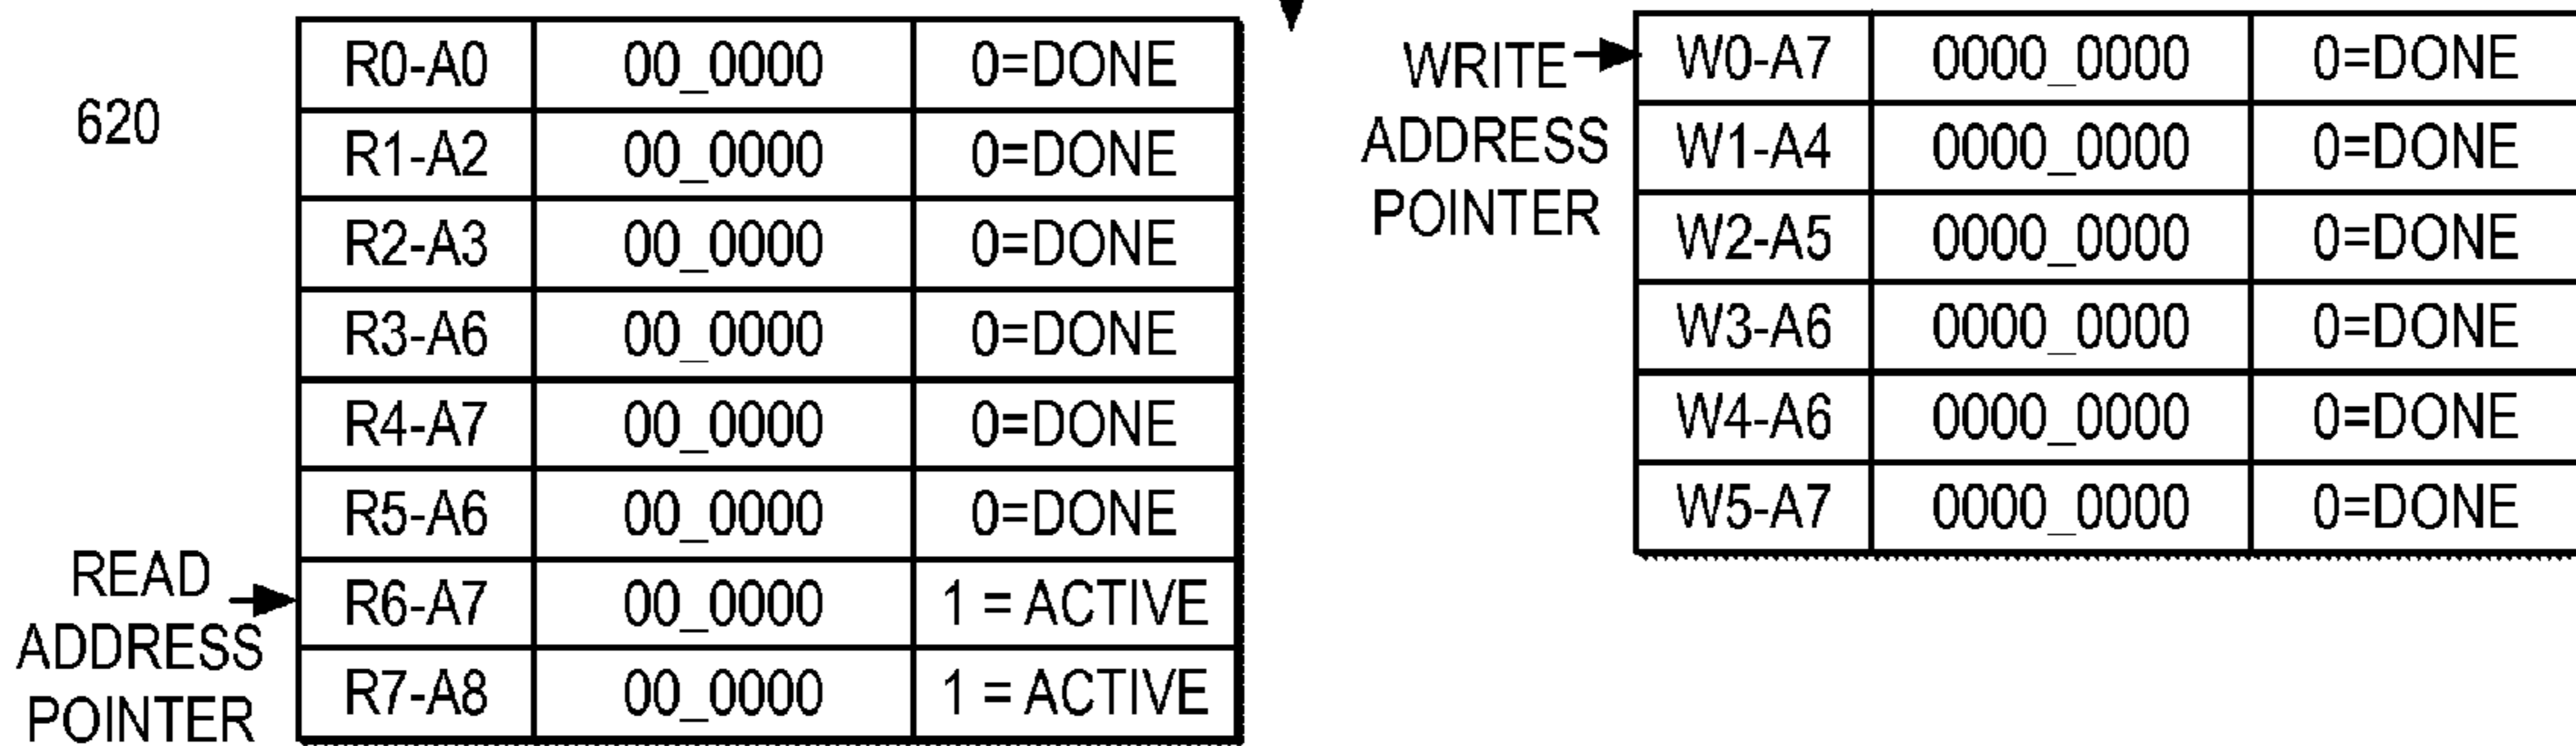 620
R0-A0 00_0000 0=DONE
R1-A2 00_0000 0=DONE
R2-A3 00_0000 0=DONE
R3-A6 00_0000 0=DONE
R4-A7 00_0000 0=DONE
R5-A6 00_0000 0=DONE
R6-A7 00_0000 1 = ACTIVE
R7-A8 00_0000 1 = ACTIVE
READ
ADDRESS
POINTER
WRITE
ADDRESS
POINTER
W0-A7 0000_0000 0=DONE
W1-A4 0000_0000 0=DONE
W2-A5 0000_0000 0=DONE
W3-A6 0000_0000 0=DONE
W4-A6 0000_0000 0=DONE
W5-A7 0000_0000 0=DONE